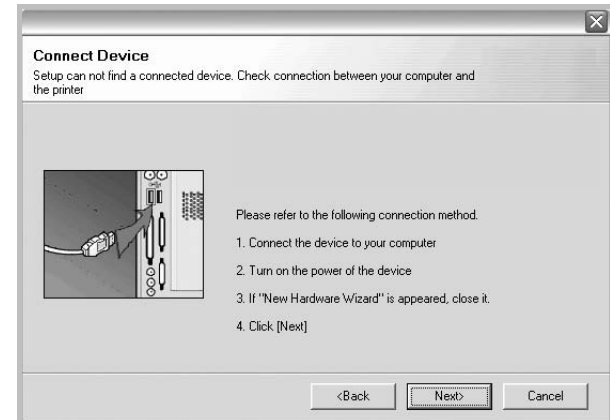 Connect Device
Setup can not find a connected device. Check connection between your computer and
the printer
Please refer to the following connection method.
1. Connect the device to your computer
2. Turn on the power of the device
3. If "New Hardware Wizard" is appeared, close it.
4. Click [Next]
<Back
Next>
Cancel